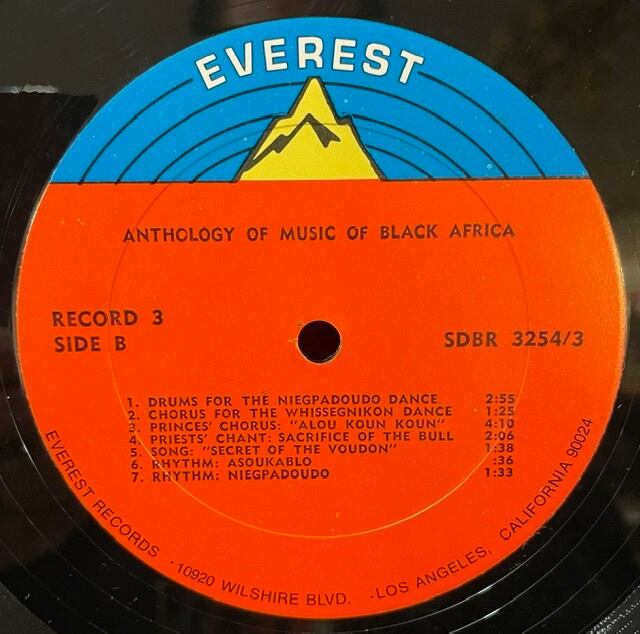 EVEREST
ANTHOLOGY OF MUSIC OF BLACK AFRICA
RECORD 3
SIDE B
SDBR 3254/3
1. DRUMS FOR THE NIEGPADOUDO DANCE 2:55
2. CHORUS FOR THE WHISSEGNIKON DANCE 1:25
3. PRINCES' CHORUS: "ALOU KOUN KOUN" 4:10
4. PRIESTS' CHANT: SACRIFICE OF THE BULL 2:06
5. SONG: "SECRET OF THE VOUDON" 1:38
6. RHYTHM: ASOUKABLO :36
7. RHYTHM: NIEGPADOUDO 1:33
EVEREST RECORDS · 10920 WILSHIRE BLVD. · LOS ANGELES, CALIFORNIA 90024